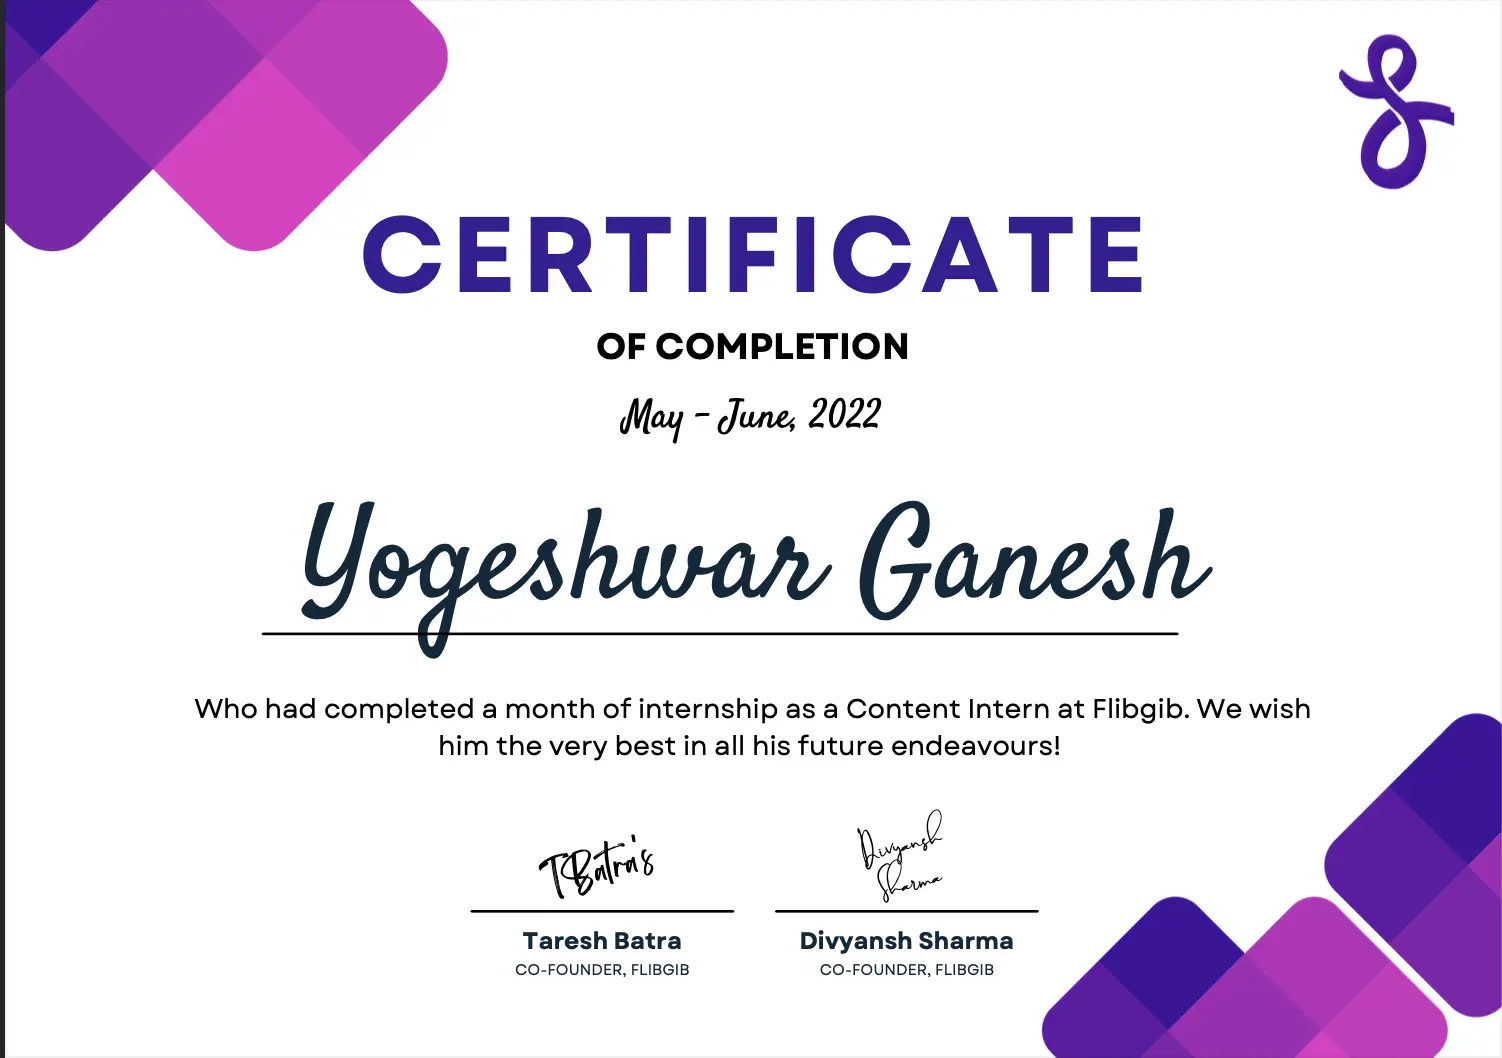 CERTIFICATE
OF COMPLETION
May - June, 2022
Yogeshwar Ganesh
Who had completed a month of internship as a Content Intern at Flibgib. We wish
him the very best in all his future endeavours!
TBatra's
Divyansh
Sharma
Taresh Batra
CO-FOUNDER, FLIBGIB
Divyansh Sharma
CO-FOUNDER, FLIBGIB